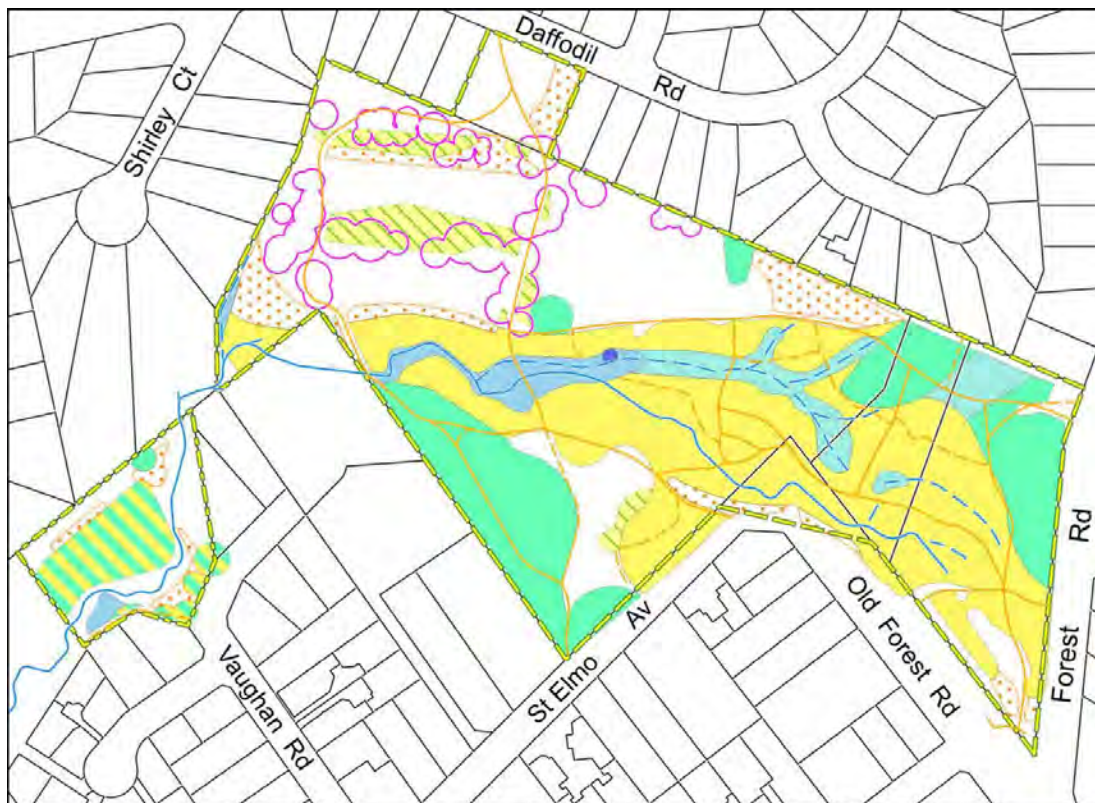 Daffodil
Rd
Shirley Ct
Rd
Forest
Old Forest Rd
St Elmo Av
Vaughan Rd